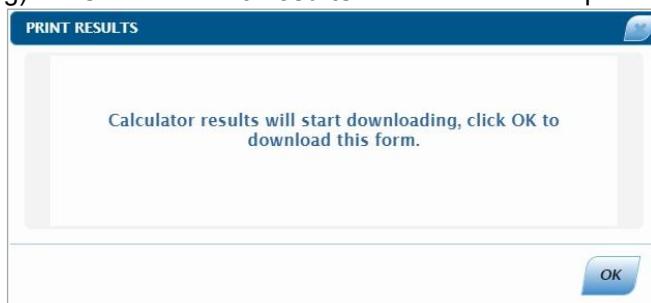 PRINT RESULTS
Calculator results will start downloading, click OK to
download this form.
OK